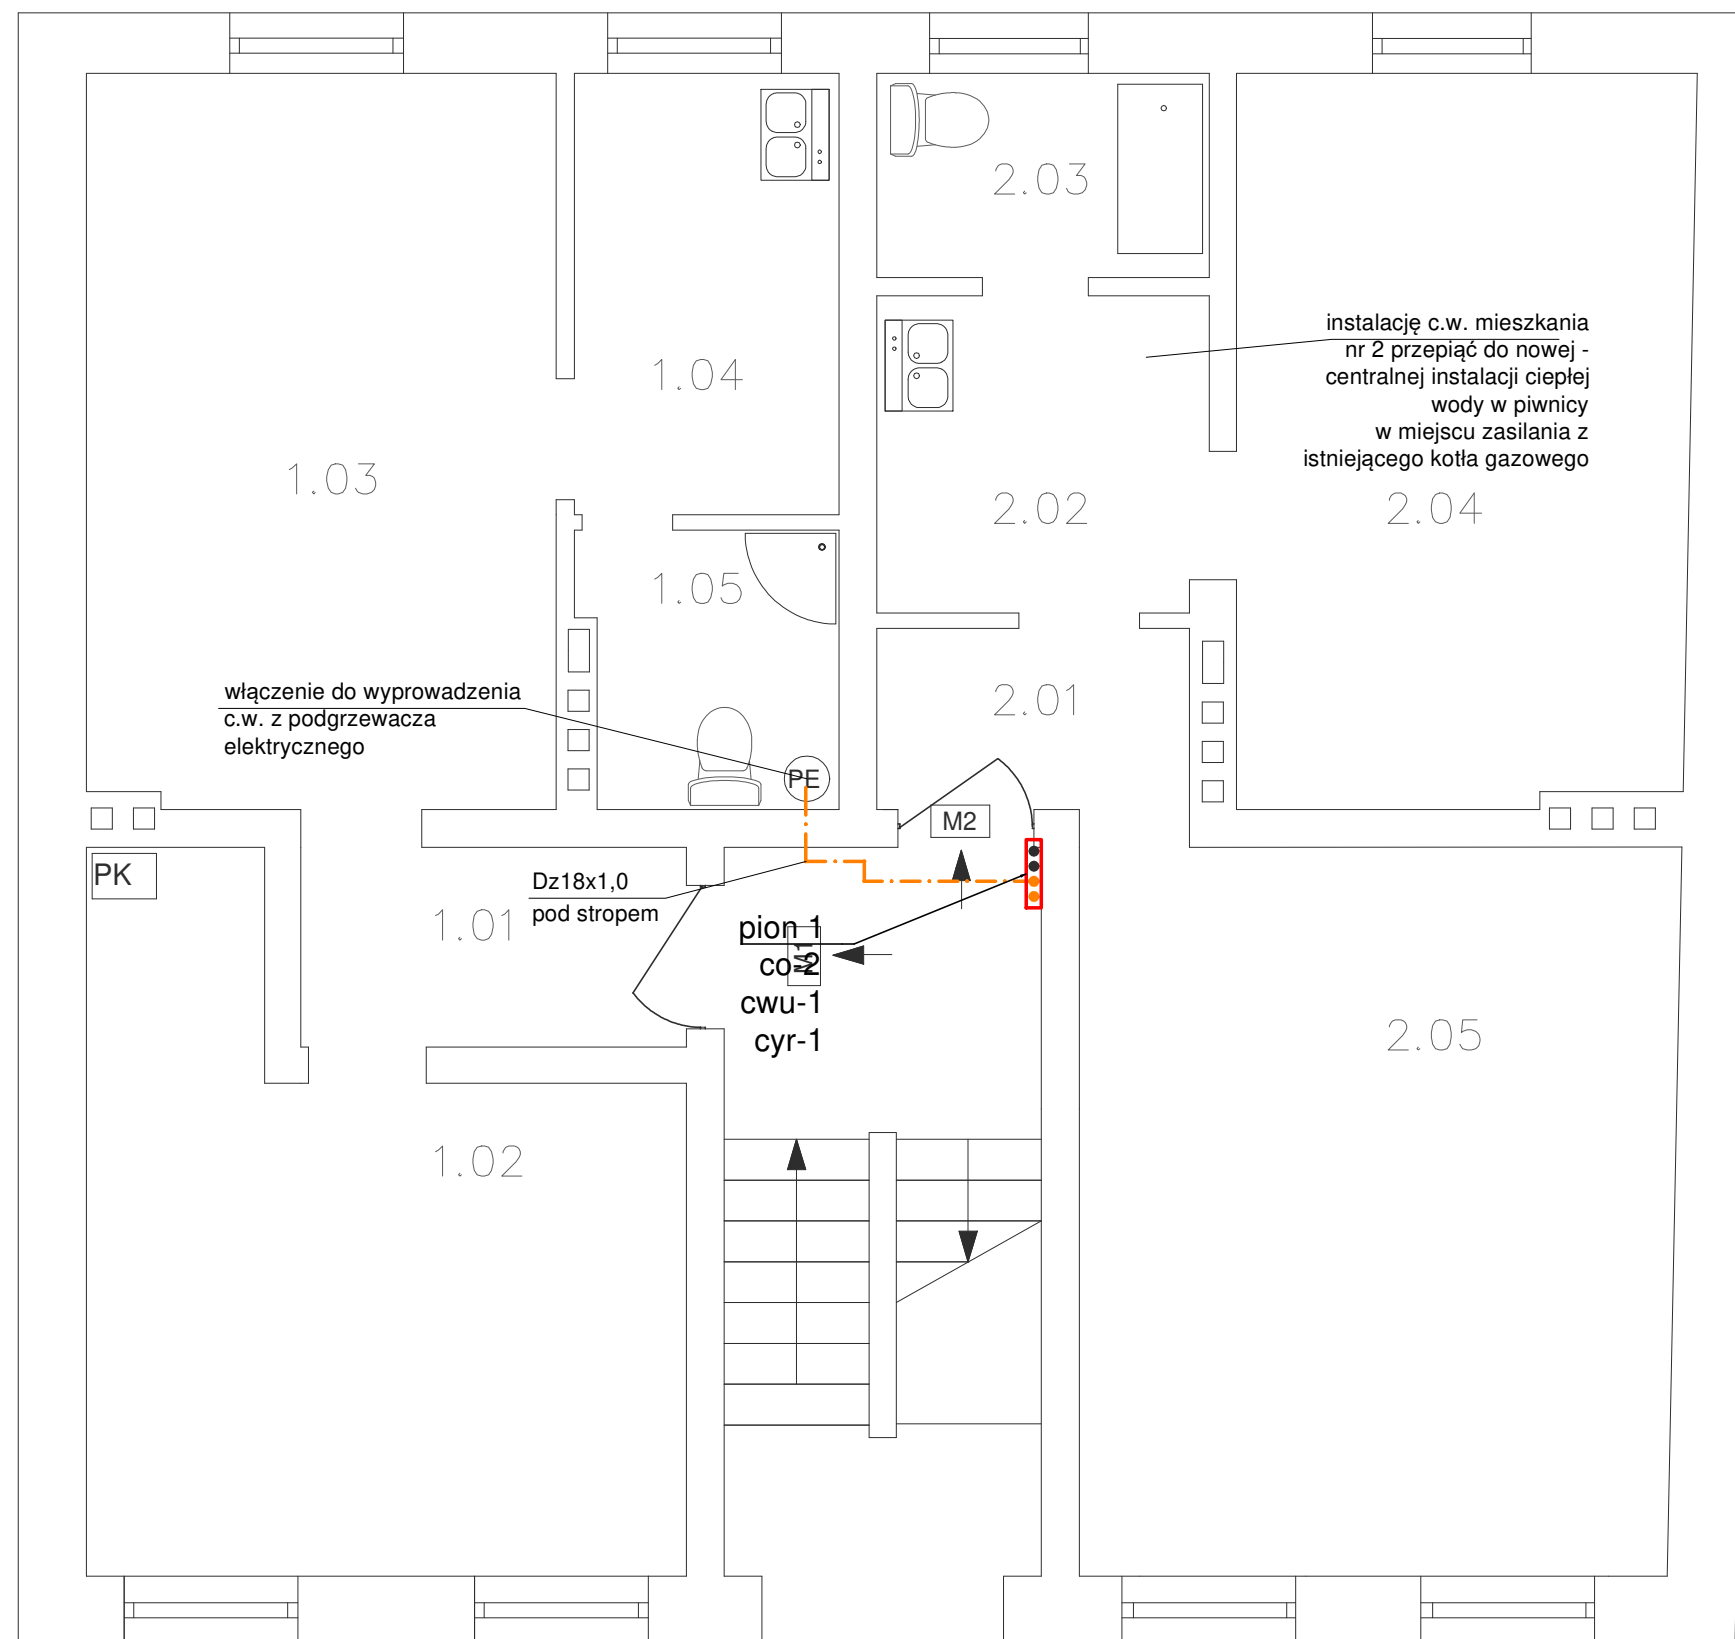 2.03
instalację c.w. mieszkania
nr 2 przepiąć do nowej -
centralnej instalacji ciepłej
wody w piwnicy
w miejscu zasilania z
istniejącego kotła gazowego
1.04
1.03
2.02
2.04
1.05
włączenie do wyprowadzenia
c.w. z podgrzewacza
elektrycznego
2.01
PE
M2
PK
Dz18x1,0
pod stropem
1.01
pion 1
co-2
cwu-1
cyr-1
M1
2.05
1.02